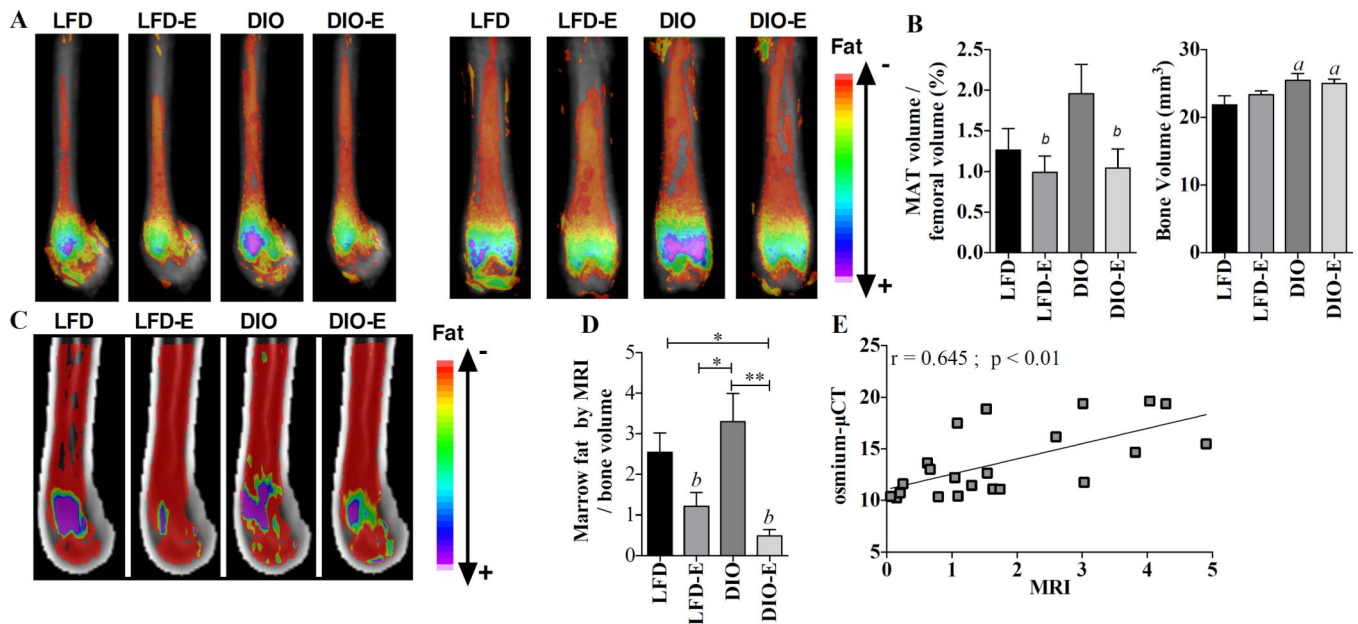 A
LFD LFD-E DIO DIO-E
LFD LFD-E DIO DIO-E
Fat
-
+
B
MAT volume /
femoral volume (%)
2.5
2.0
1.5
1.0
0.5
0.0
b
b
LFD
LFD-E
DIO
DIO-E
Bone Volume (mm³)
30
20
10
0
a
a
LFD
LFD-E
DIO
DIO-E
C
LFD LFD-E DIO DIO-E
Fat
-
+
D
Marrow fat by MRI
/ bone volume
5
4
3
2
1
0
*
*
**
b
b
LFD
LFD-E
DIO
DIO-E
E
r = 0.645 ; p < 0.01
osmium-μCT
25
20
15
10
5
0 1 2 3 4 5
MRI